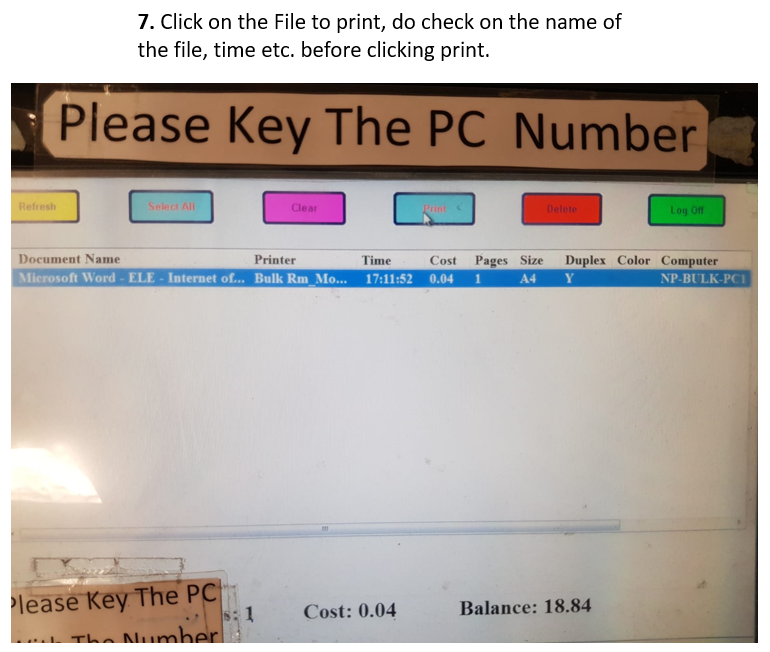 7. Click on the File to print, do check on the name of
the file, time etc. before clicking print.
Please Key The PC Number
Refresh Select All Clear Print Delete Log Off
Document Name Printer Time Cost Pages Size Duplex Color Computer
Microsoft Word - ELE - Internet of... Bulk Rm_Mo... 17:11:52 0.04 1 A4 Y NP-BULK-PC1
Please Key The PC
s: 1 Cost: 0.04 Balance: 18.84
The Number